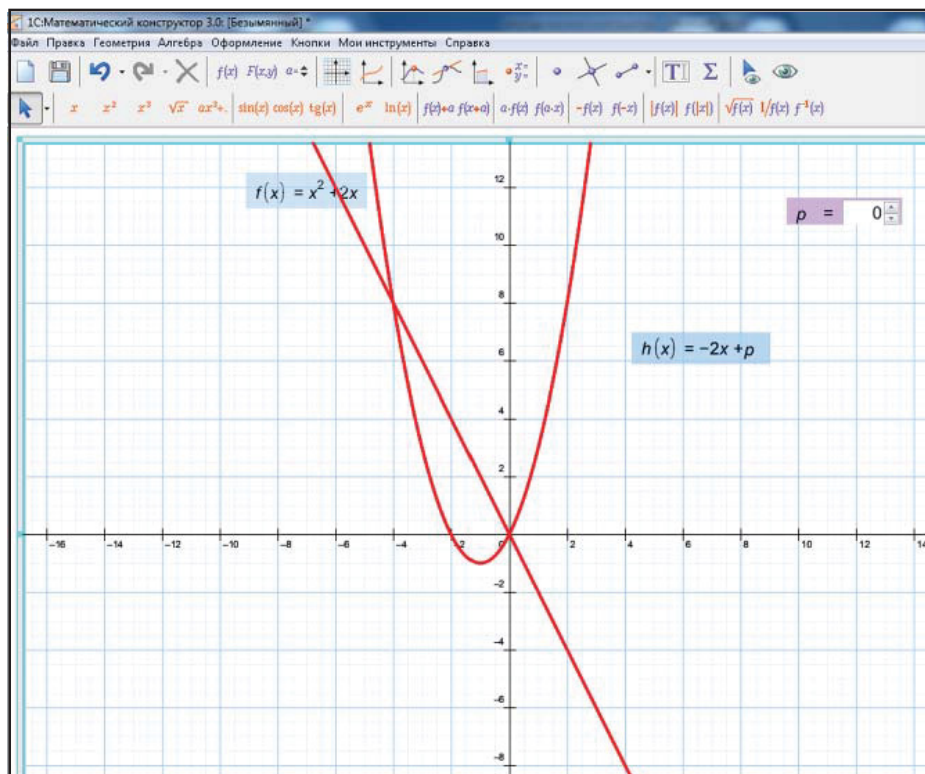 1С:Математический конструктор 3.0: [Безымянный] *
Файл Правка Геометрия Алгебра Оформление Кнопки Мои инструменты Справка
f(x) F(x,y) a= x= y= T Σ
x x² x³ √x ax²+. sin(x) cos(x) tg(x) eˣ ln(x) f(x)+a f(x+a) a·f(x) f(a·x) -f(x) f(-x) |f(x)| f(|x|) √f(x) 1/f(x) f⁻¹(x)
f(x) = x² + 2x
12
p = 0
10
8
h(x) = -2x + p
6
4
2
-16 -14 -12 -10 -8 -6 -4 -2 0 2 4 6 8 10 12 14
-2
-4
-6
-8